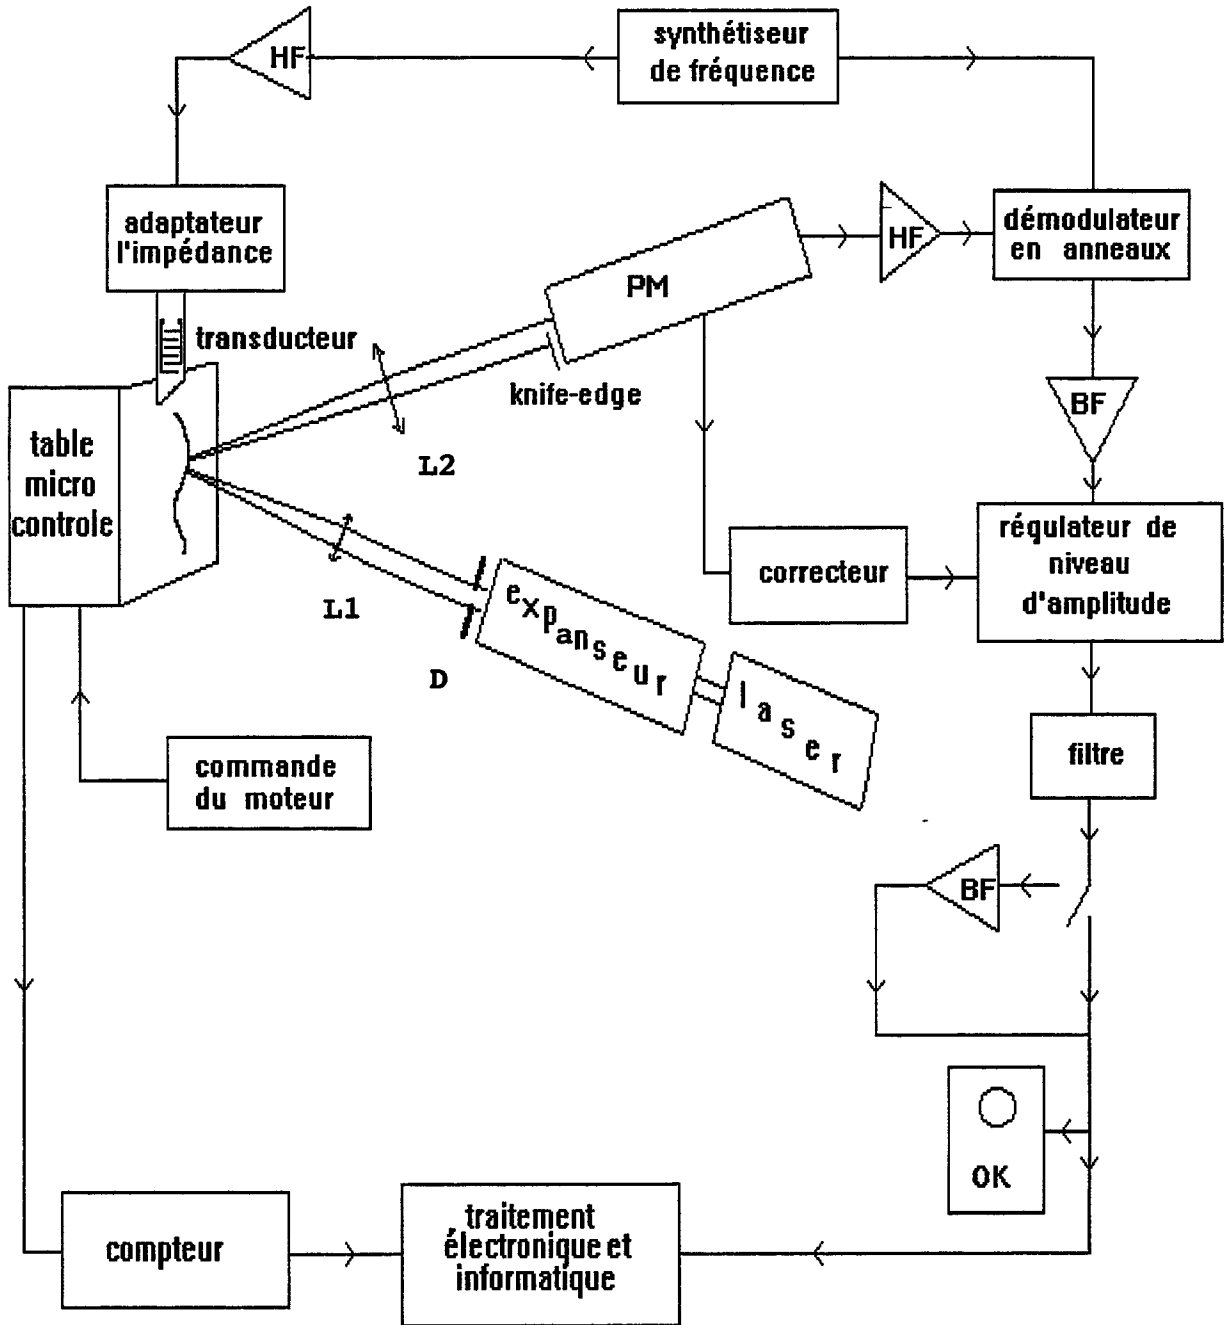 synthétiseur
de fréquence
HF
adaptateur
l'impédance
démodulateur
en anneaux
HF
PM
transducteur
knife-edge
BF
table
micro
controle
L2
L1
D
expanseur
laser
correcteur
régulateur de
niveau
d'amplitude
filtre
commande
du moteur
BF
OK
compteur
traitement
électronique et
informatique